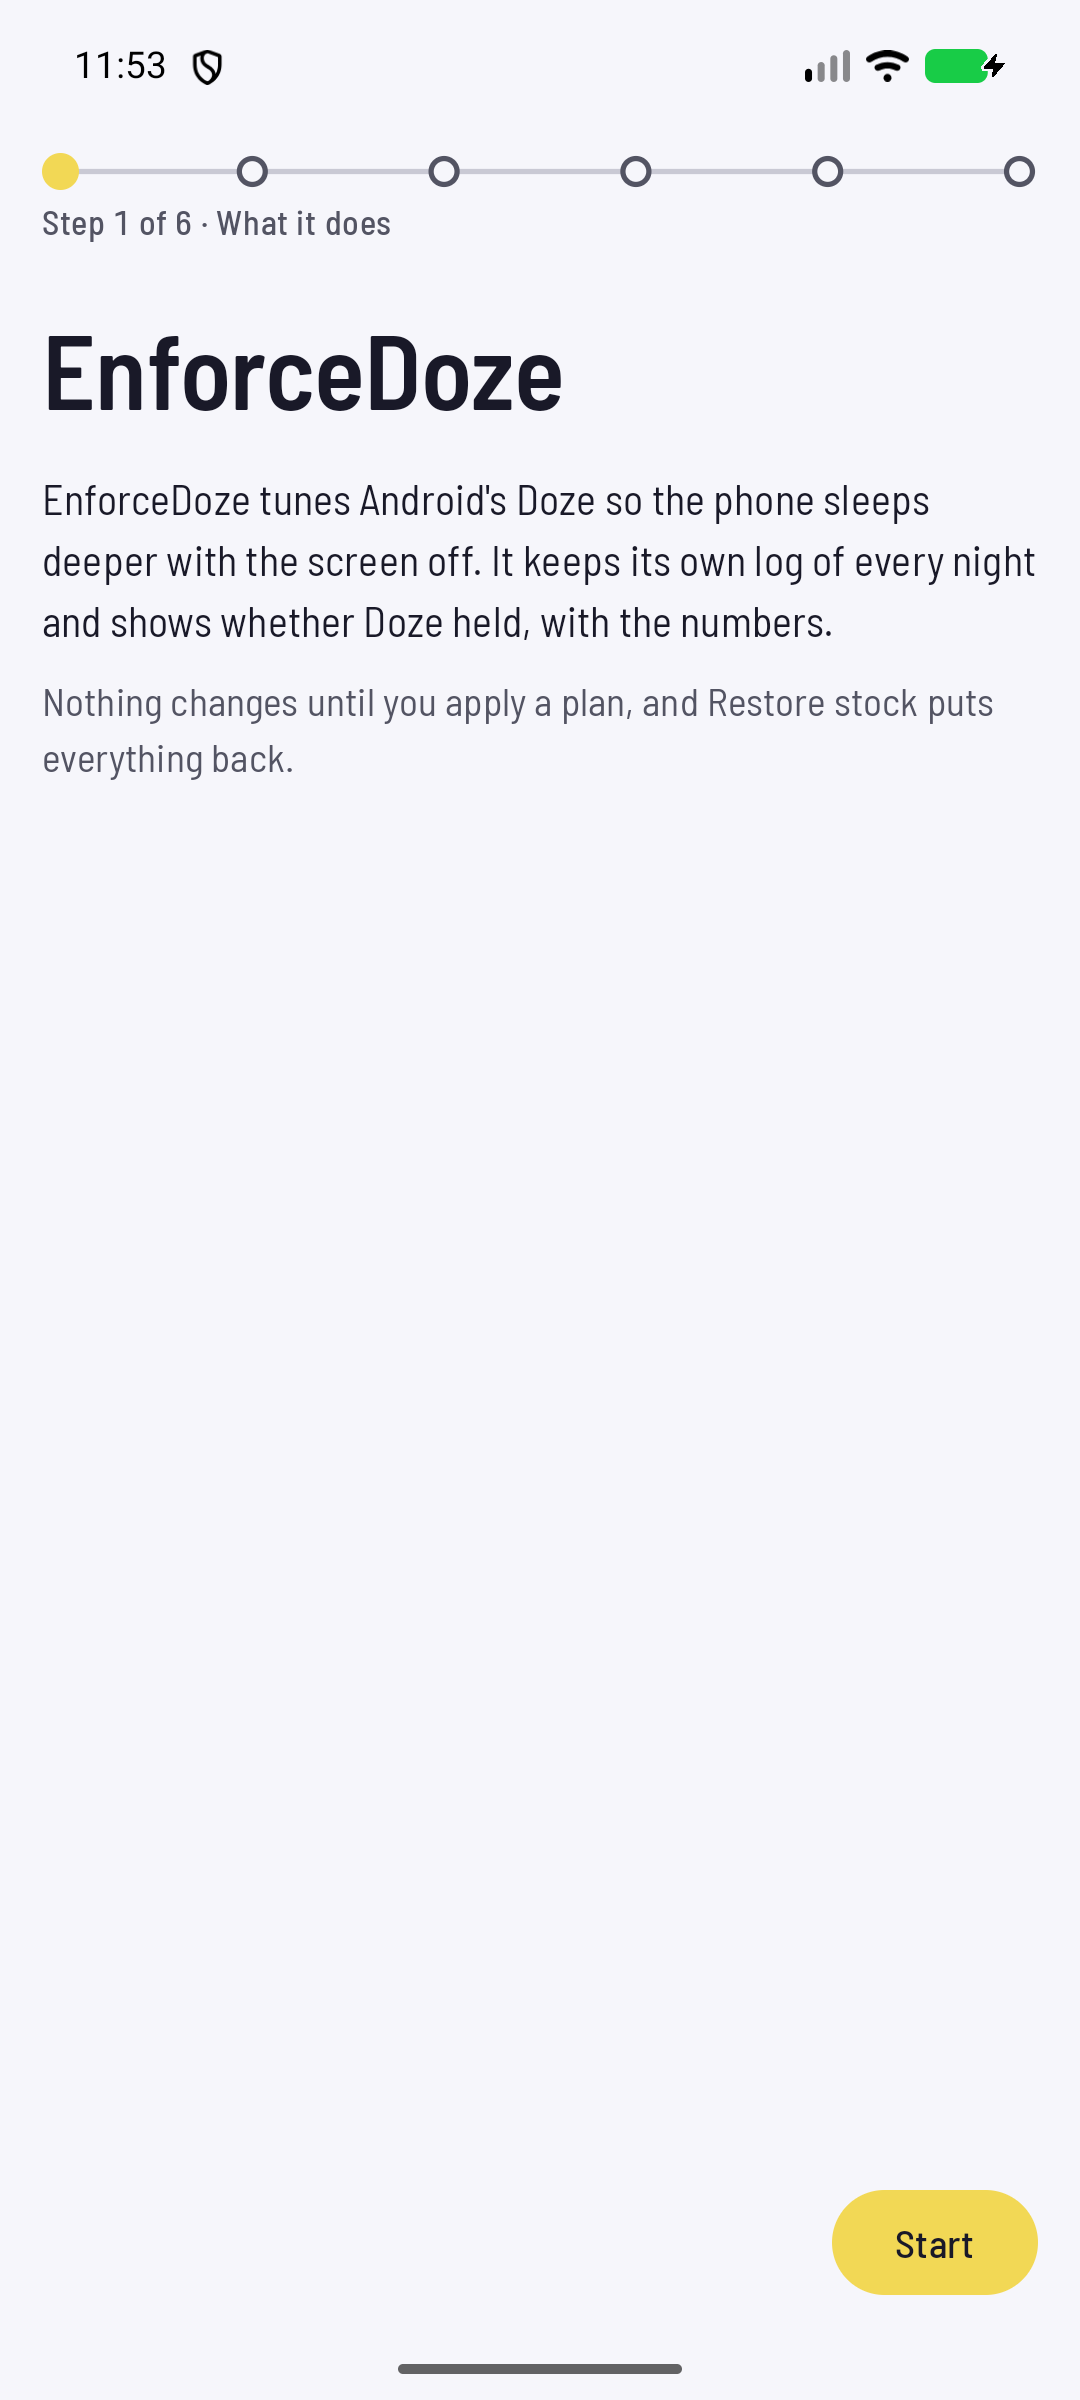 11:53
Step 1 of 6 · What it does
EnforceDoze
EnforceDoze tunes Android's Doze so the phone sleeps
deeper with the screen off. It keeps its own log of every night
and shows whether Doze held, with the numbers.
Nothing changes until you apply a plan, and Restore stock puts
everything back.
Start